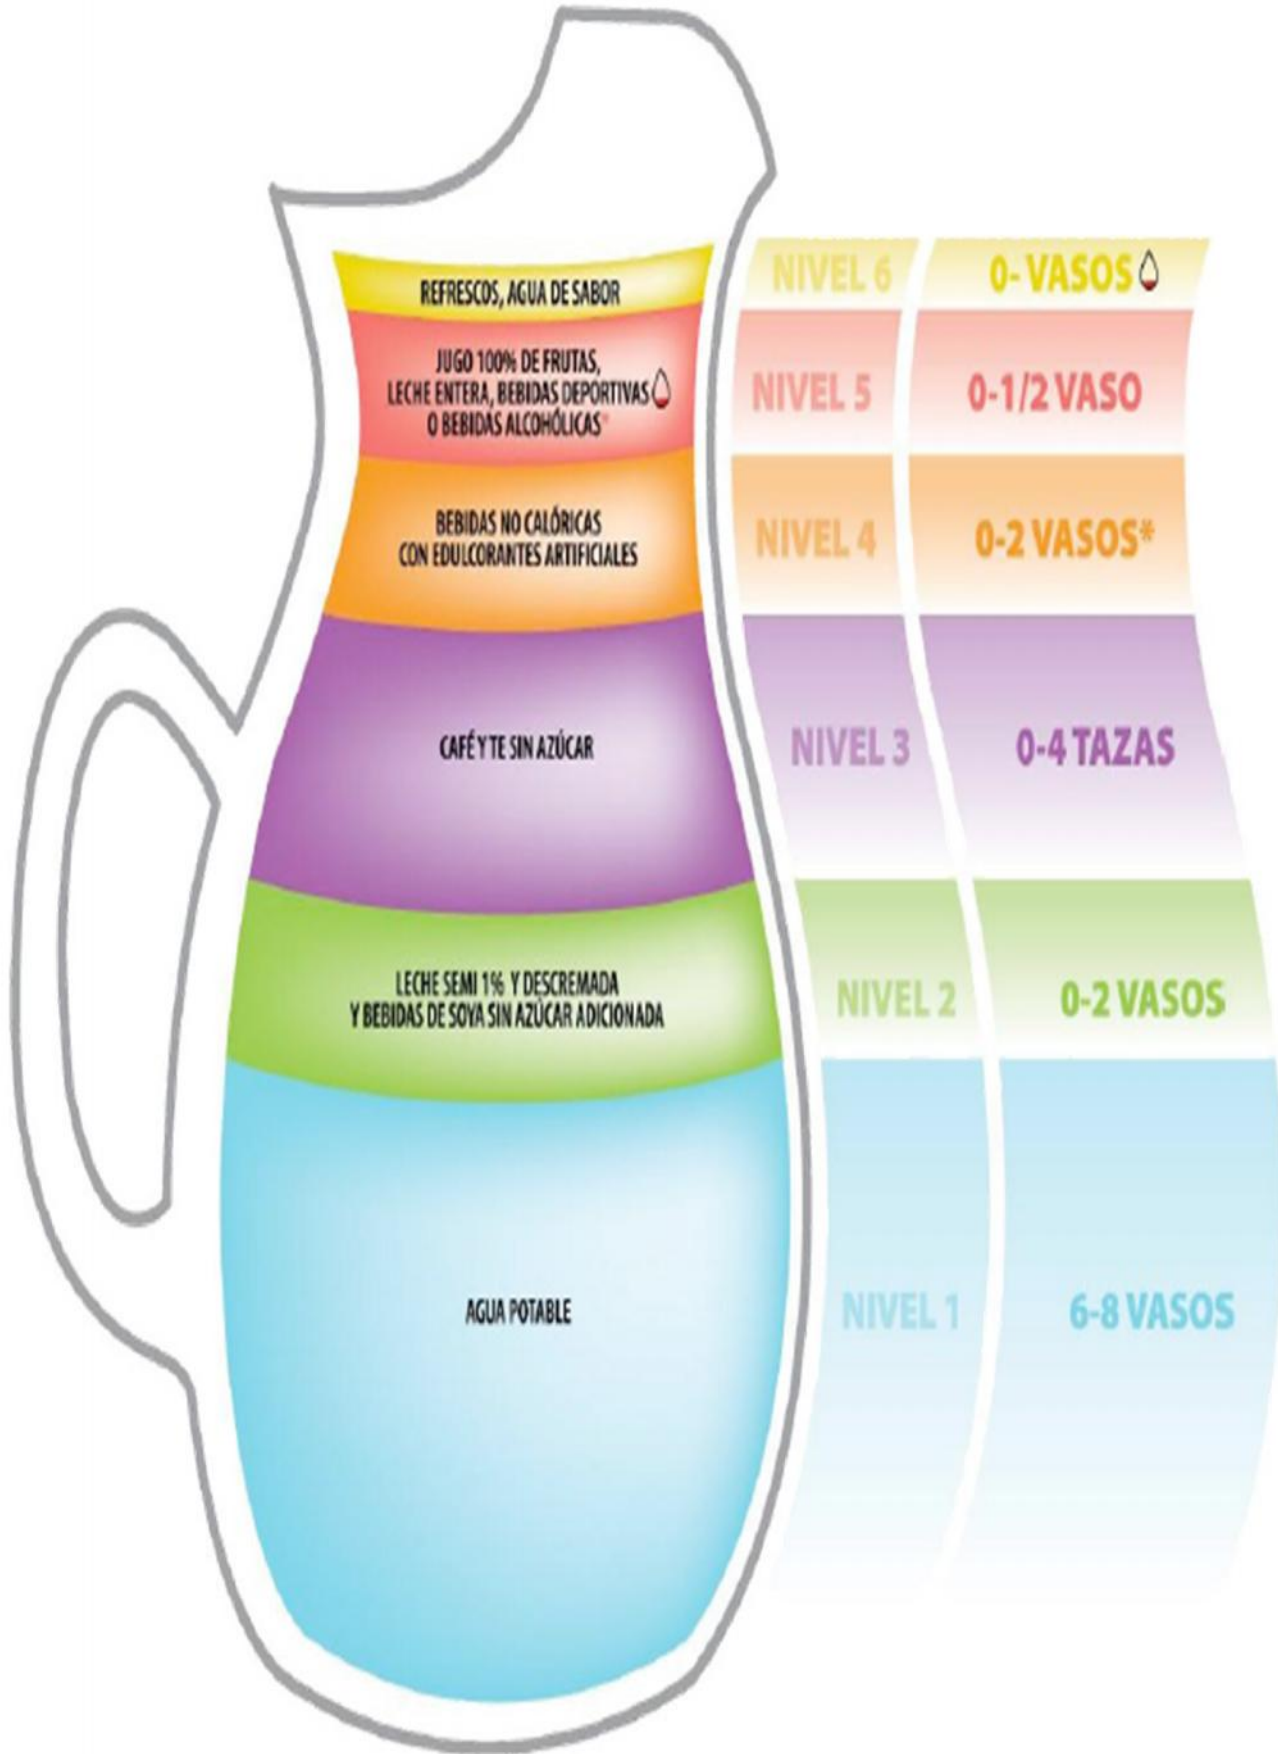 REFRESCOS, AGUA DE SABOR
NIVEL 6
0- VASOS
JUGO 100% DE FRUTAS,
LECHE ENTERA, BEBIDAS DEPORTIVAS
O BEBIDAS ALCOHÓLICAS*
NIVEL 5
0-1/2 VASO
BEBIDAS NO CALÓRICAS
CON EDULCORANTES ARTIFICIALES
NIVEL 4
0-2 VASOS*
CAFÉ Y TE SIN AZÚCAR
NIVEL 3
0-4 TAZAS
LECHE SEMI 1% Y DESCREMADA
Y BEBIDAS DE SOYA SIN AZÚCAR ADICIONADA
NIVEL 2
0-2 VASOS
AGUA POTABLE
NIVEL 1
6-8 VASOS